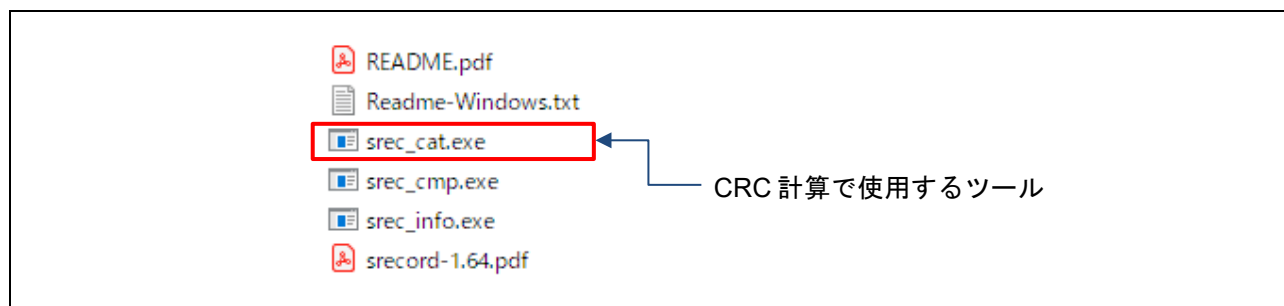 README.pdf
Readme-Windows.txt
srec_cat.exe
srec_cmp.exe
CRC 計算で使用するツール
srec_info.exe
srecord-1.64.pdf